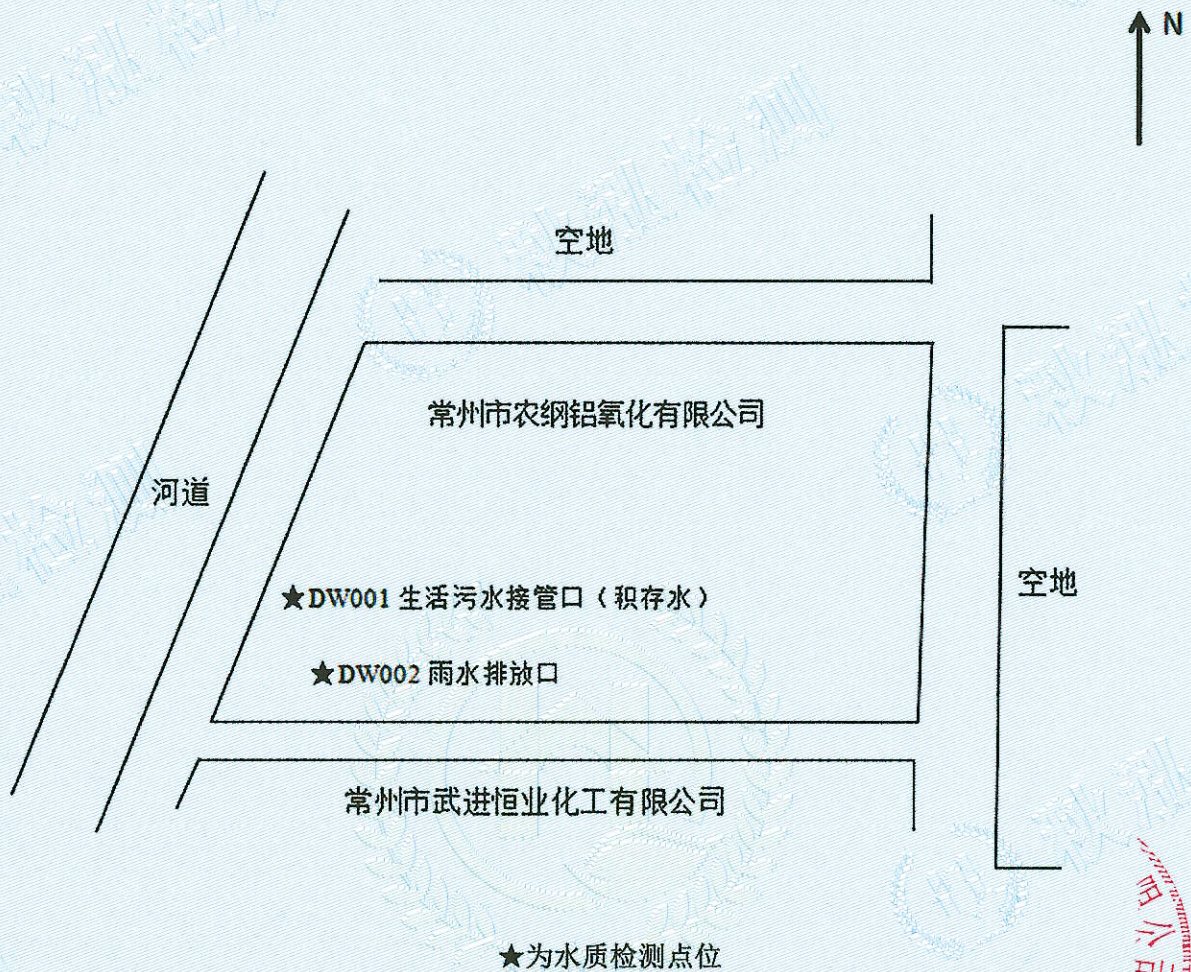 N
空地
常州市农纲铝氧化有限公司
河道
★DW001 生活污水接管口（积存水）
空地
★DW002 雨水排放口
常州市武进恒业化工有限公司
★为水质检测点位